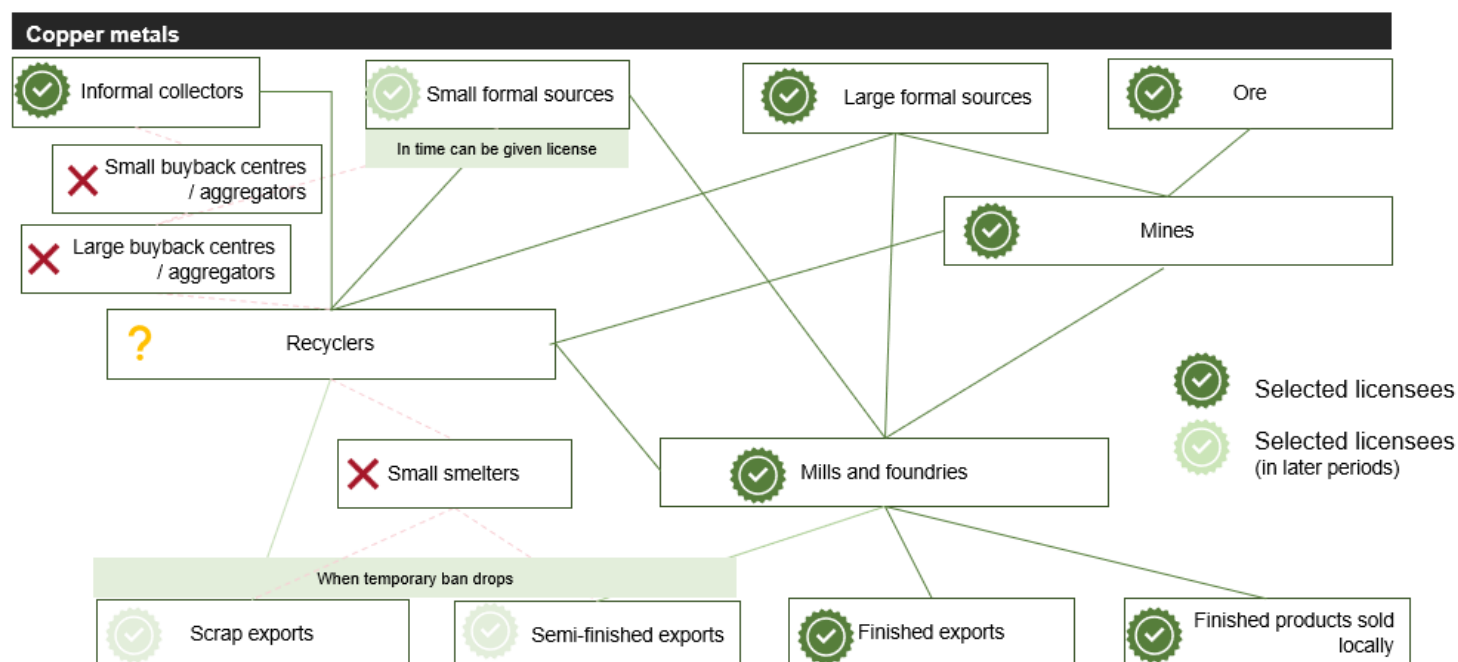 Copper metals
Informal collectors
Small formal sources
Large formal sources
Ore
In time can be given license
Small buyback centres
/ aggregators
Large buyback centres
/ aggregators
Mines
Recyclers
?
Selected licensees
Selected licensees
(in later periods)
Small smelters
Mills and foundries
When temporary ban drops
Scrap exports
Semi-finished exports
Finished exports
Finished products sold
locally